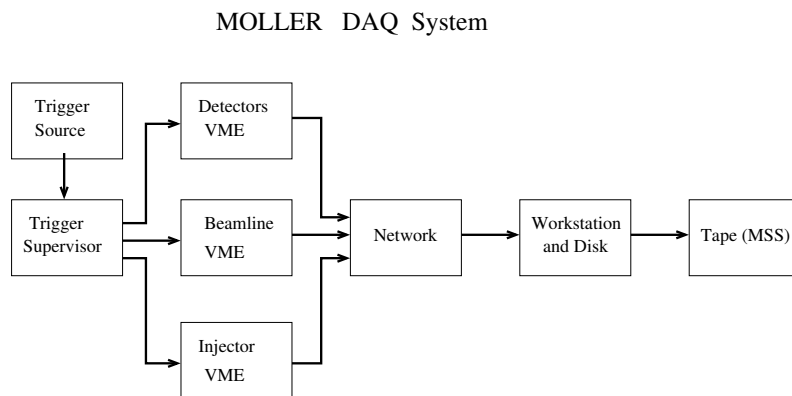 MOLLER DAQ System
Trigger
Source
Trigger
Supervisor
Detectors
VME
Beamline
VME
Injector
VME
Network
Workstation
and Disk
Tape (MSS)